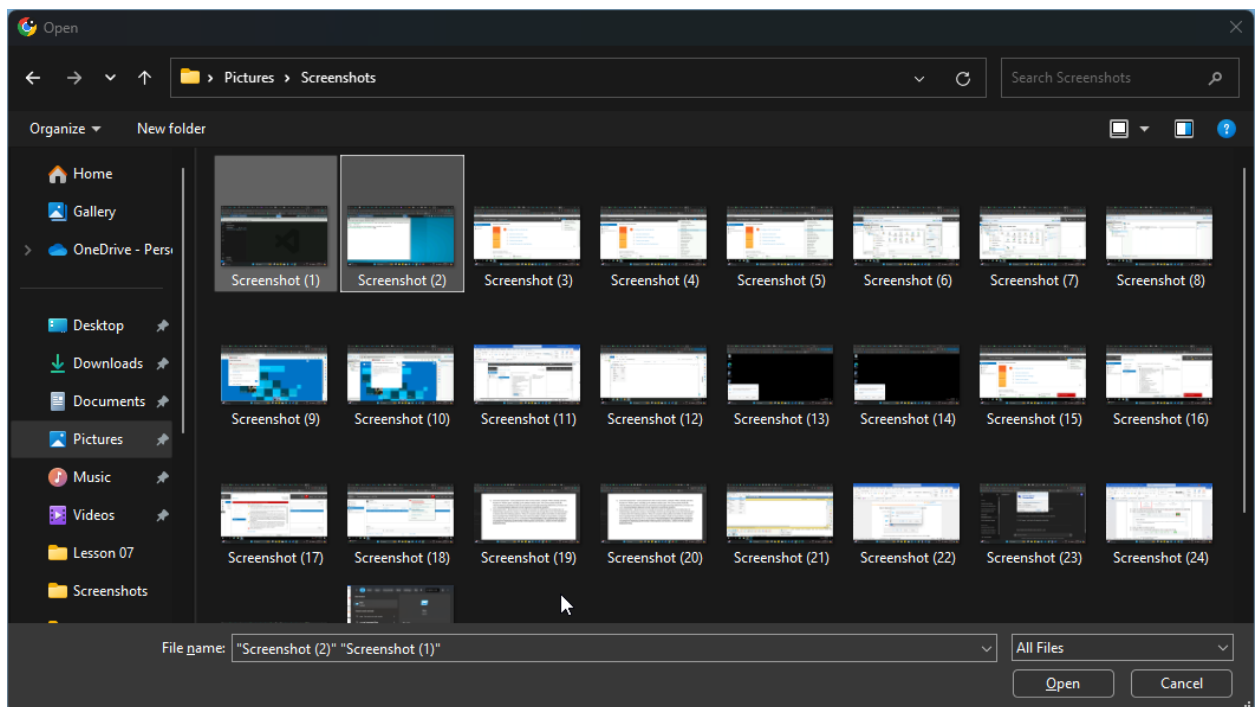 Open
Pictures > Screenshots
Search Screenshots
Organize
New folder
Home
Gallery
OneDrive - Pers
Desktop
Downloads
Documents
Pictures
Music
Videos
Lesson 07
Screenshots
Screenshot (1) Screenshot (2) Screenshot (3) Screenshot (4) Screenshot (5) Screenshot (6) Screenshot (7) Screenshot (8)
Screenshot (9) Screenshot (10) Screenshot (11) Screenshot (12) Screenshot (13) Screenshot (14) Screenshot (15) Screenshot (16)
Screenshot (17) Screenshot (18) Screenshot (19) Screenshot (20) Screenshot (21) Screenshot (22) Screenshot (23) Screenshot (24)
File name: "Screenshot (2)" "Screenshot (1)"
All Files
Open
Cancel